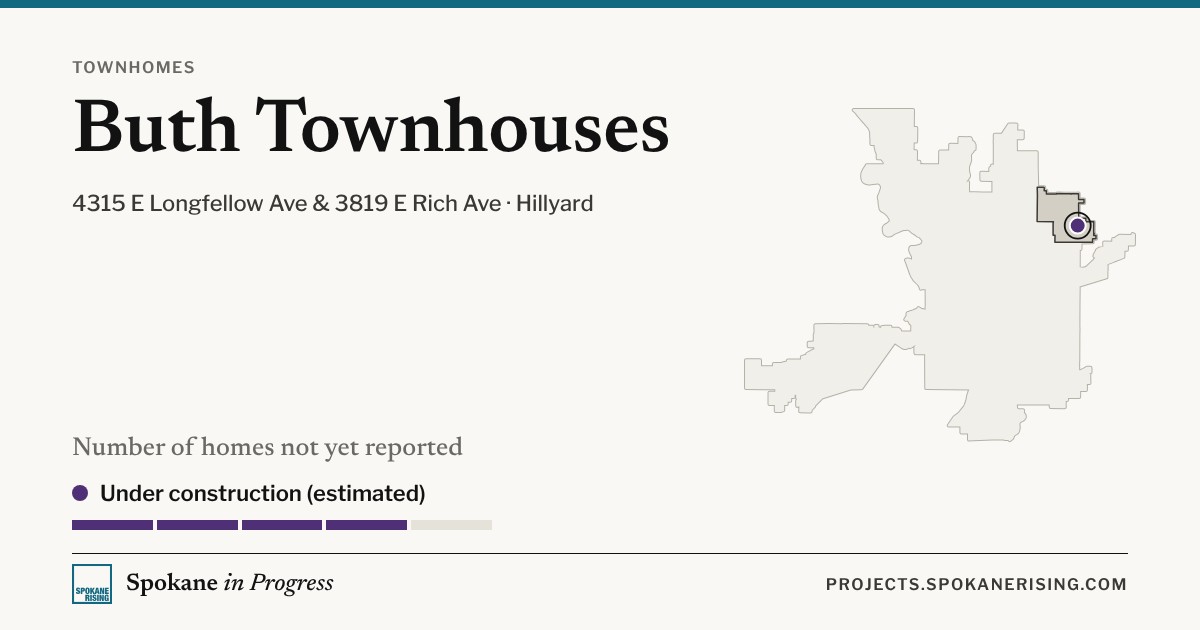 TOWNHOMES
Buth Townhouses
4315 E Longfellow Ave & 3819 E Rich Ave · Hillyard
Number of homes not yet reported
Under construction (estimated)
SPOKANE
RISING
Spokane in Progress
PROJECTS.SPOKANERISING.COM